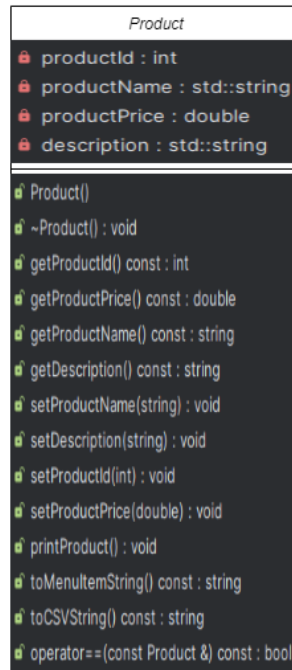 Product
productId : int
productName : std::string
productPrice : double
description : std::string
Product()
~Product() : void
getProductId() const : int
getProductPrice() const : double
getProductName() const : string
getDescription() const : string
setProductName(string) : void
setDescription(string) : void
setProductId(int) : void
setProductPrice(double) : void
printProduct() : void
toMenuItemString() const : string
toCSVString() const : string
operator==(const Product &) const : bool